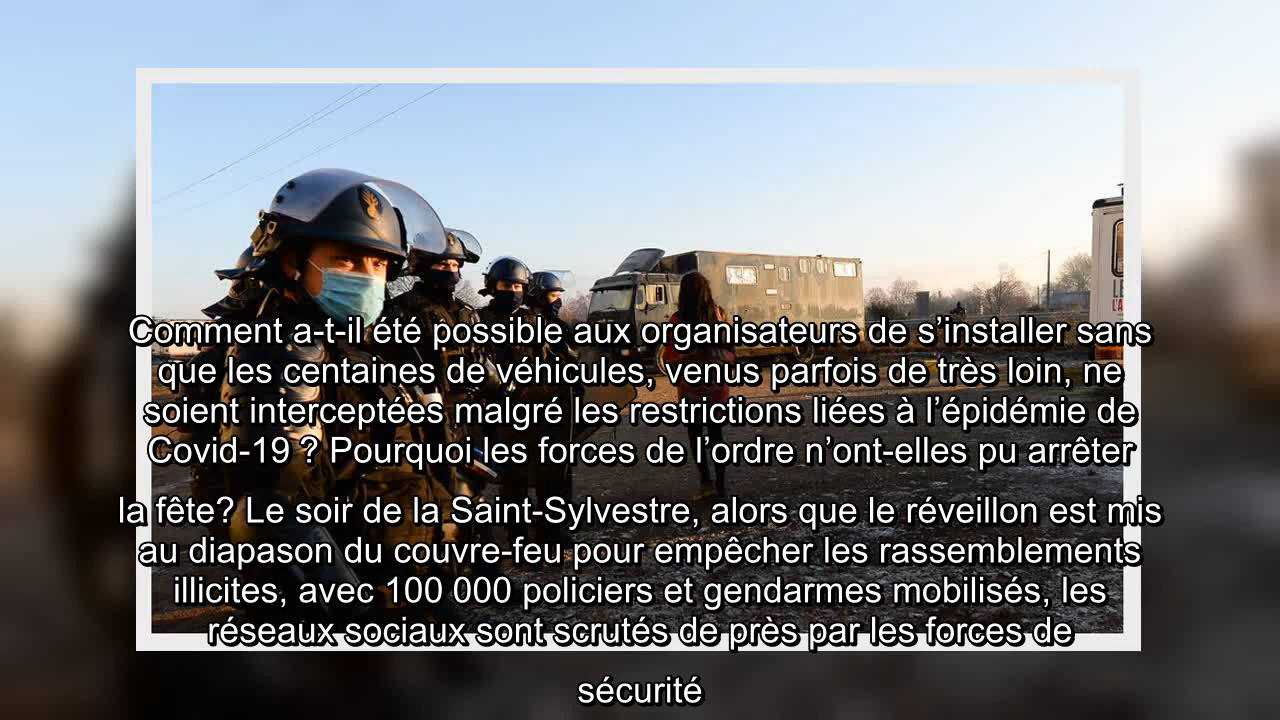 LE
L'A
Comment a-t-il été possible aux organisateurs de s’installer sans
que les centaines de véhicules, venus parfois de très loin, ne
soient interceptées malgré les restrictions liées à l’épidémie de
Covid-19 ? Pourquoi les forces de l’ordre n’ont-elles pu arrêter
la fête? Le soir de la Saint-Sylvestre, alors que le réveillon est mis
au diapason du couvre-feu pour empêcher les rassemblements
illicites, avec 100 000 policiers et gendarmes mobilisés, les
réseaux sociaux sont scrutés de près par les forces de
sécurité